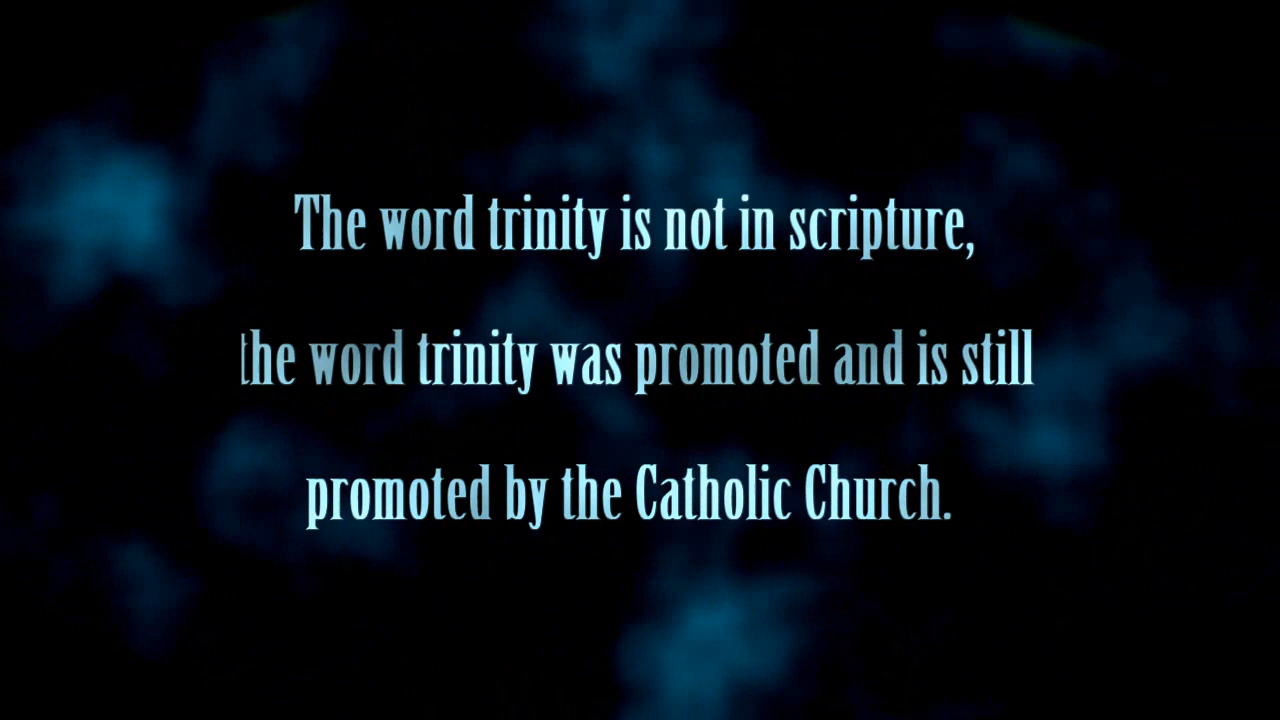 The word trinity is not in scripture,
the word trinity was promoted and is still
promoted by the Catholic Church.